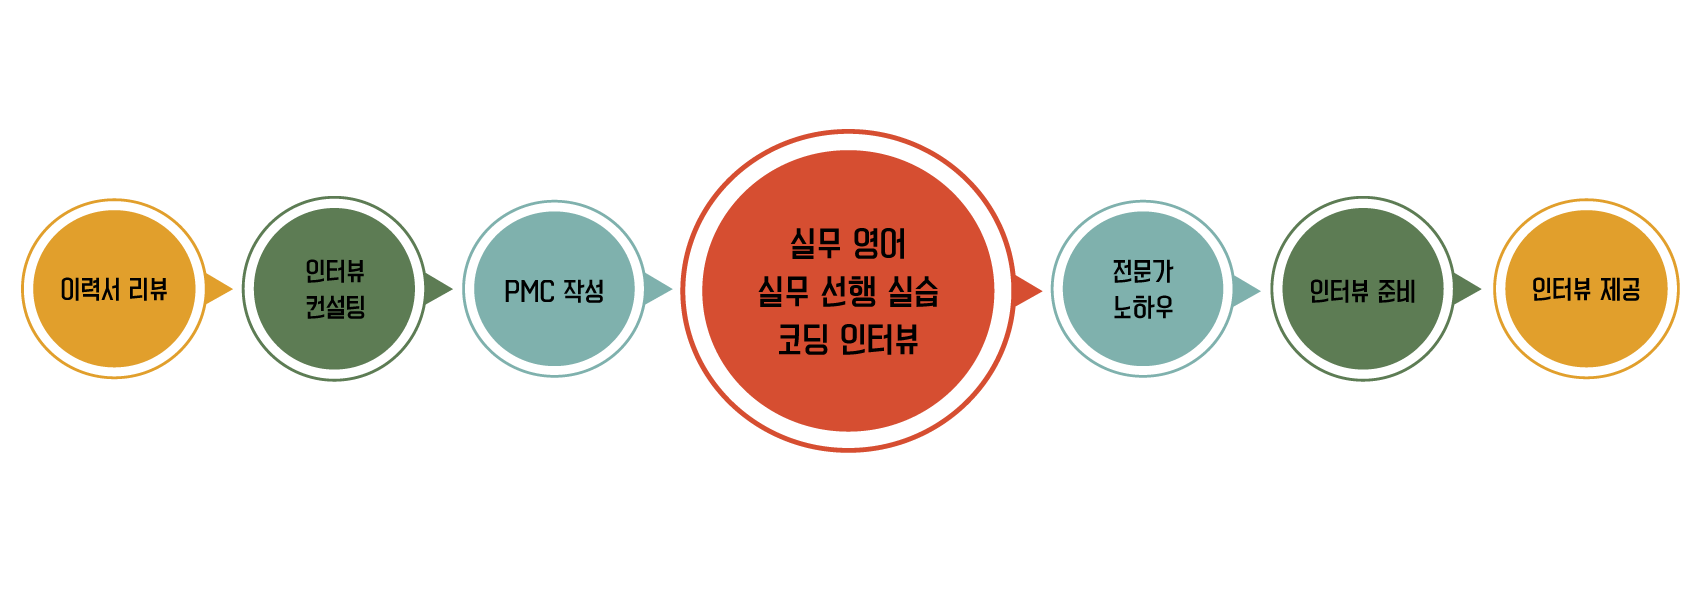 이력서 리뷰
인터뷰
컨설팅
PMC 작성
실무 영어
실무 선행 실습
코딩 인터뷰
전문가
노하우
인터뷰 준비
인터뷰 제공